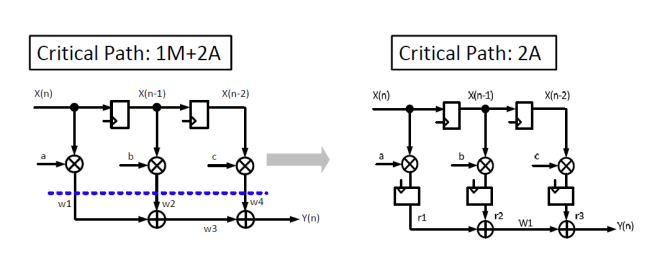 Critical Path: 1M+2A
Critical Path: 2A
X(n) X(n-1) X(n-2)
X(n) X(n-1) X(n-2)
a b c
a b c
w1 w2 w4
w3 Y(n)
r1 r2 r3
W1 Y(n)